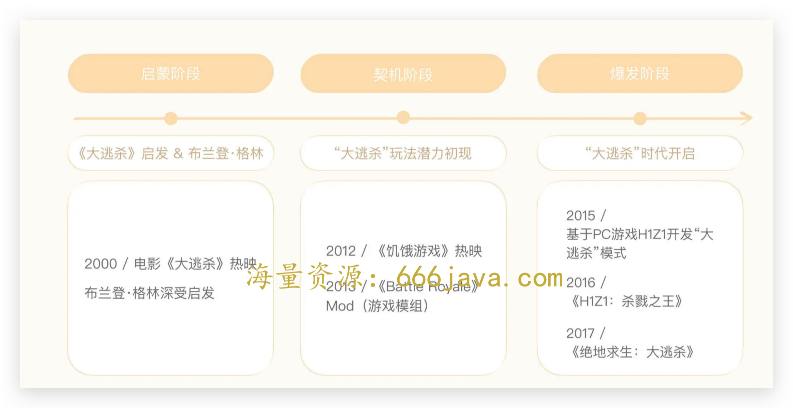 启蒙阶段
契机阶段
爆发阶段
《大逃杀》启发 & 布兰登·格林
“大逃杀”玩法潜力初现
“大逃杀”时代开启
2000 / 电影《大逃杀》热映
布兰登·格林深受启发
2012 / 《饥饿游戏》热映
2013 / 《Battle Royale》
Mod（游戏模组）
2015 /
基于PC游戏H1Z1开发“大
逃杀”模式
2016 /
《H1Z1：杀戮之王》
2017 /
《绝地求生：大逃杀》
海量资源：666java.com